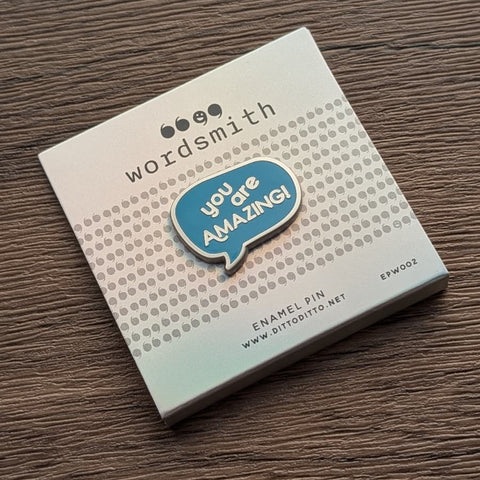 wordsmith
you
are
AMAZING!
ENAMEL PIN
WWW.DITTODITTO.NET
EPW002